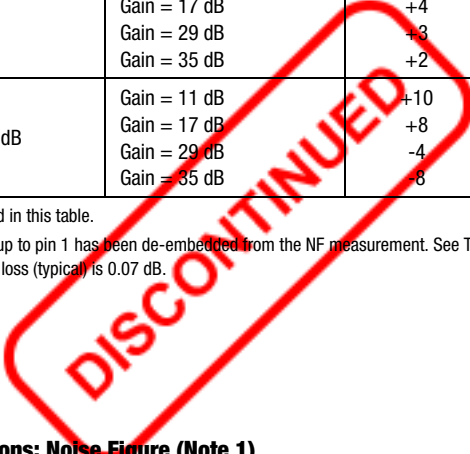 Gain = 17 dB +4
Gain = 29 dB +3
Gain = 35 dB +2
Gain = 11 dB +10
Gain = 17 dB +8
dB
Gain = 29 dB -4
Gain = 35 dB -8
d in this table.
up to pin 1 has been de-embedded from the NF measurement. See T
loss (typical) is 0.07 dB.
DISCONTINUED
ons: Noise Figure (Note 1)